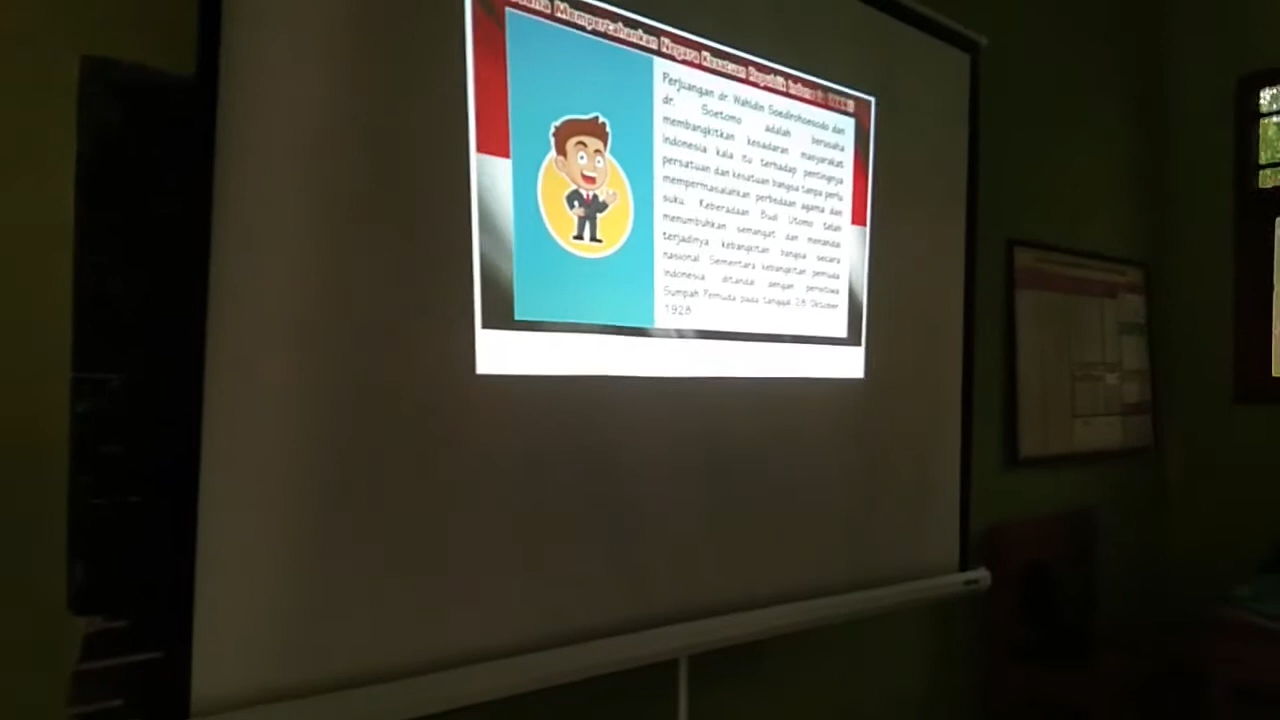 Mempertahankan Negara Kesatuan Republik
Perjuangan dr. Wahidin Soedirohoesodo dan
dr. Soetomo adalah berusaha
membangkitkan kesadaran masyarakat
Indonesia kala itu terhadap pentingnya
persatuan dan kesatuan bangsa tanpa perlu
mempermasalahkan perbedaan agama dan
suku. Keberadaan Budi Utomo telah
menumbuhkan semangat dan menandai
terjadinya kebangkitan bangsa secara
nasional. Sementara kebangkitan pemuda
Indonesia ditandai dengan peristiwa
Sumpah Pemuda pada tanggal 28 Oktober
1928